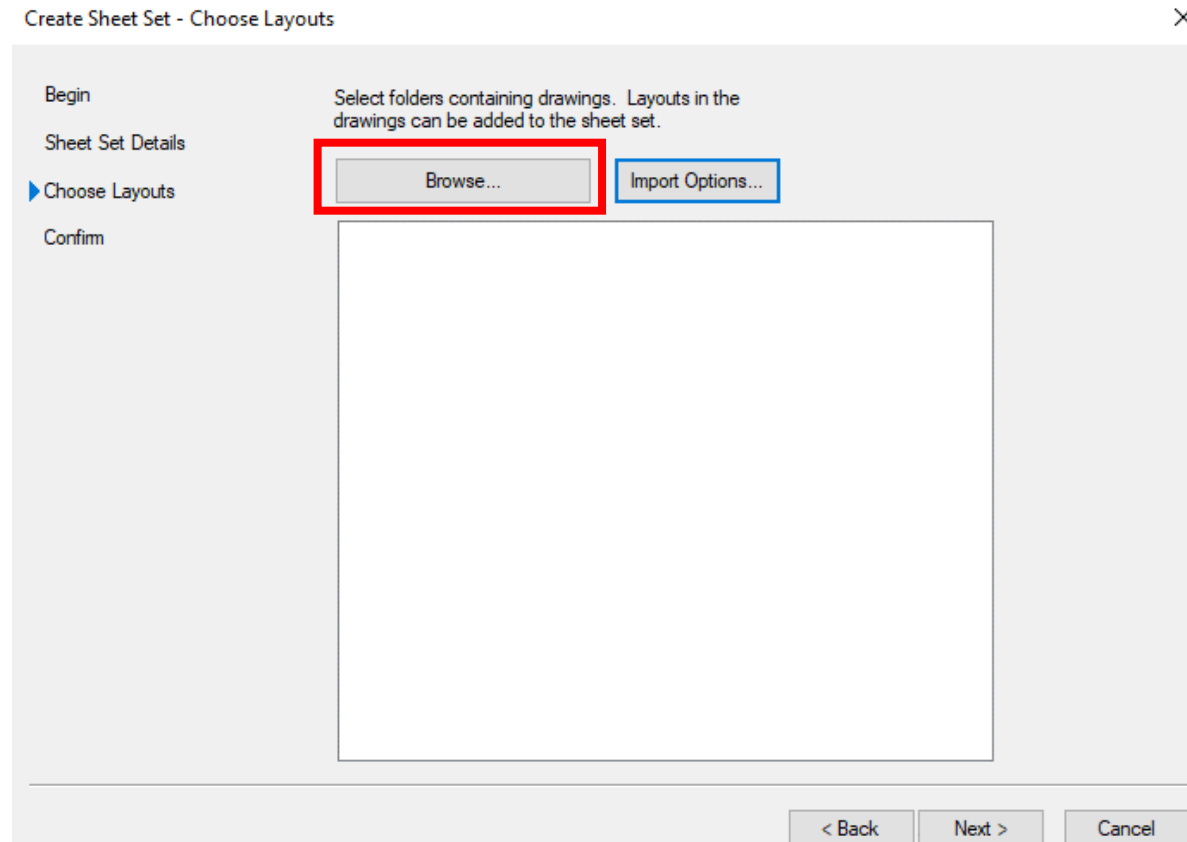 Create Sheet Set - Choose Layouts
Begin
Sheet Set Details
Choose Layouts
Confirm
Select folders containing drawings.  Layouts in the
drawings can be added to the sheet set.
Browse...
Import Options...
< Back
Next >
Cancel